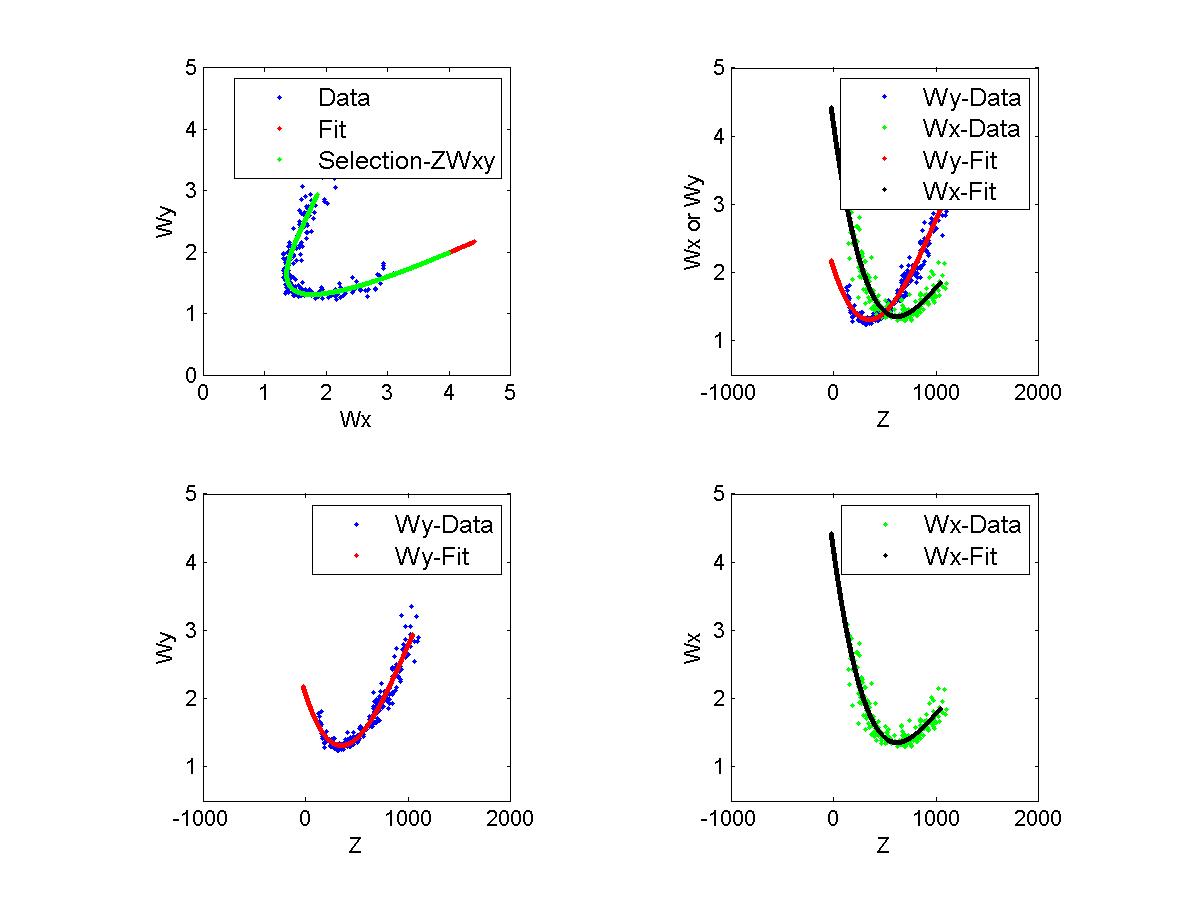 5
4
3
2
1
0
Wy
Data
Fit
Selection-ZWxy
0 1 2 3 4 5
Wx
5
4
3
2
1
Wx or Wy
Wy-Data
Wx-Data
Wy-Fit
Wx-Fit
-1000 0 1000 2000
Z
5
4
3
2
1
Wy
Wy-Data
Wy-Fit
-1000 0 1000 2000
Z
5
4
3
2
1
Wx
Wx-Data
Wx-Fit
-1000 0 1000 2000
Z